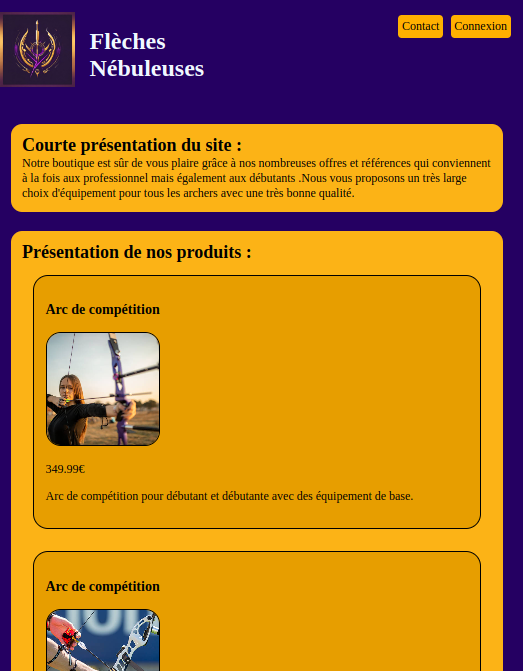 Flèches
Nébuleuses
Contact
Connexion
Courte présentation du site :
Notre boutique est sûr de vous plaire grâce à nos nombreuses offres et références qui conviennent
à la fois aux professionnel mais également aux débutants .Nous vous proposons un très large
choix d'équipement pour tous les archers avec une très bonne qualité.
Présentation de nos produits :
Arc de compétition
349.99€
Arc de compétition pour débutant et débutante avec des équipement de base.
Arc de compétition